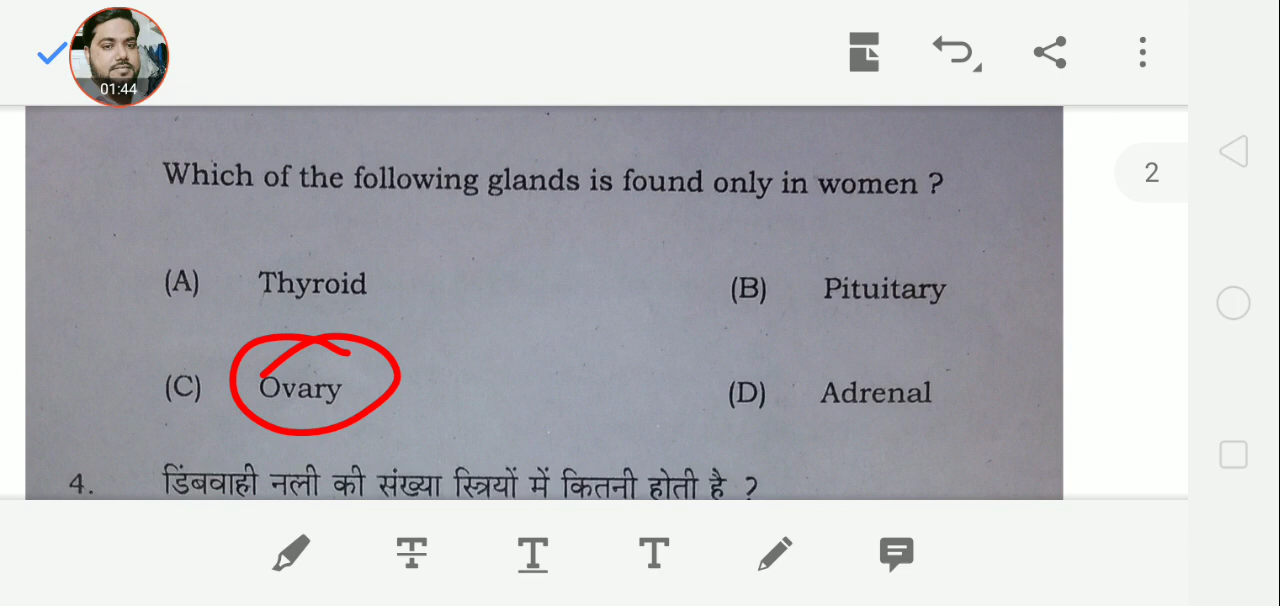 01:44
2
Which of the following glands is found only in women ?
(A) Thyroid (B) Pituitary
(C) Ovary (D) Adrenal
4. डिंबवाही नली की संख्या स्त्रियों में कितनी होती है ?